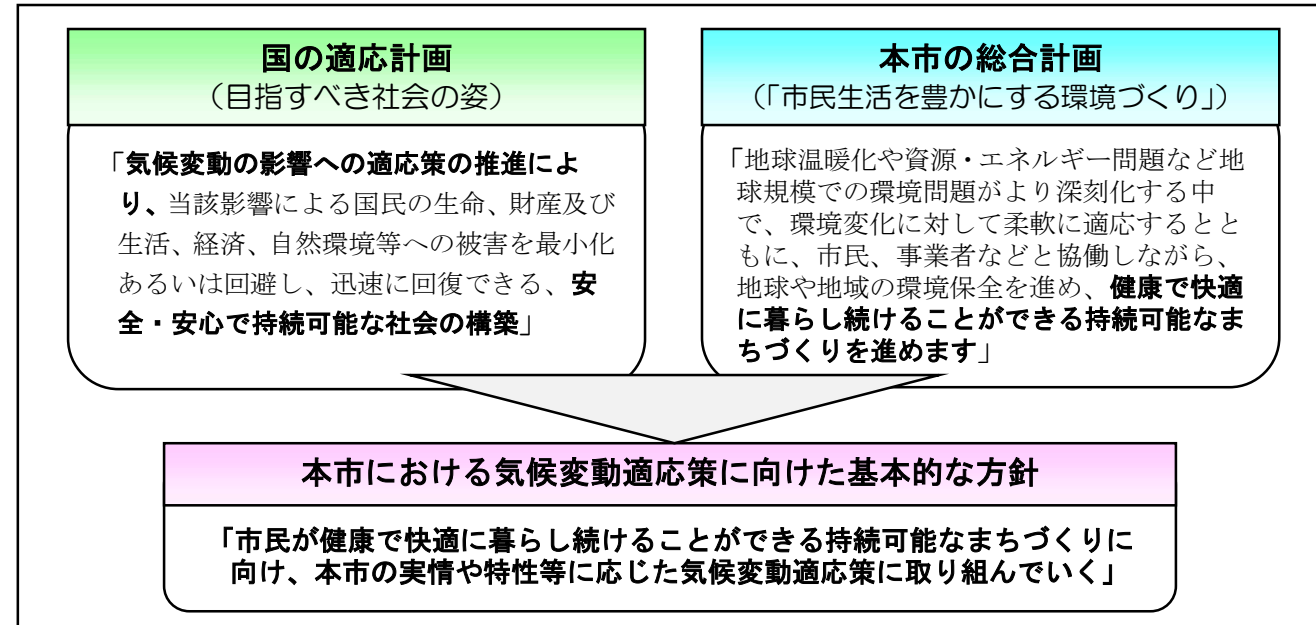 国の適応計画
（目指すべき社会の姿）
「気候変動の影響への適応策の推進によ
り、当該影響による国民の生命、財産及び
生活、経済、自然環境等への被害を最小化
あるいは回避し、迅速に回復できる、安
全・安心で持続可能な社会の構築」
本市の総合計画
（「市民生活を豊かにする環境づくり」）
「地球温暖化や資源・エネルギー問題など地
球規模での環境問題がより深刻化する中
で、環境変化に対して柔軟に適応するとと
もに、市民、事業者などと協働しながら、
地球や地域の環境保全を進め、健康で快適
に暮らし続けることができる持続可能なま
ちづくりを進めます」
本市における気候変動適応策に向けた基本的な方針
「市民が健康で快適に暮らし続けることができる持続可能なまちづくりに
向け、本市の実情や特性等に応じた気候変動適応策に取り組んでいく」